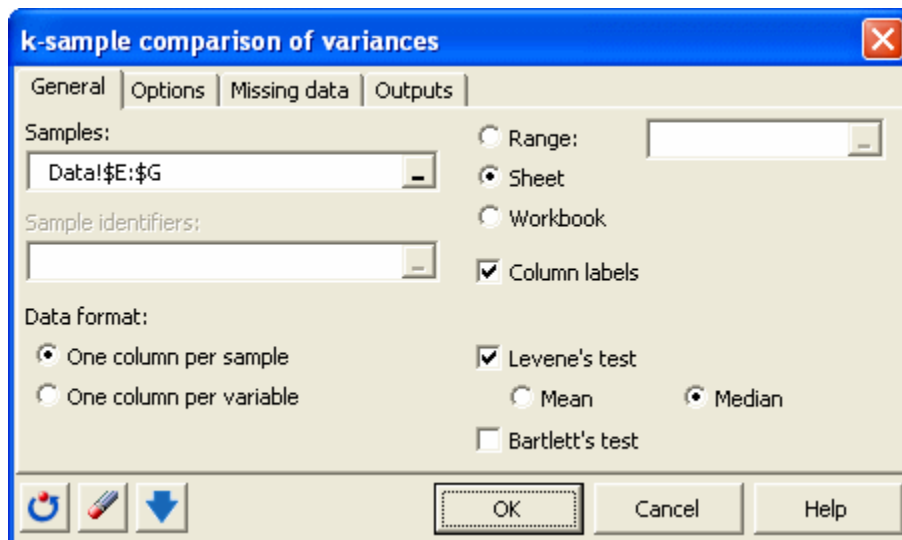 k-sample comparison of variances
General Options Missing data Outputs
Samples:
Data!$E:$G
Sample identifiers:
Data format:
One column per sample
One column per variable
Range:
Sheet
Workbook
Column labels
Levene's test
Mean Median
Bartlett's test
OK Cancel Help